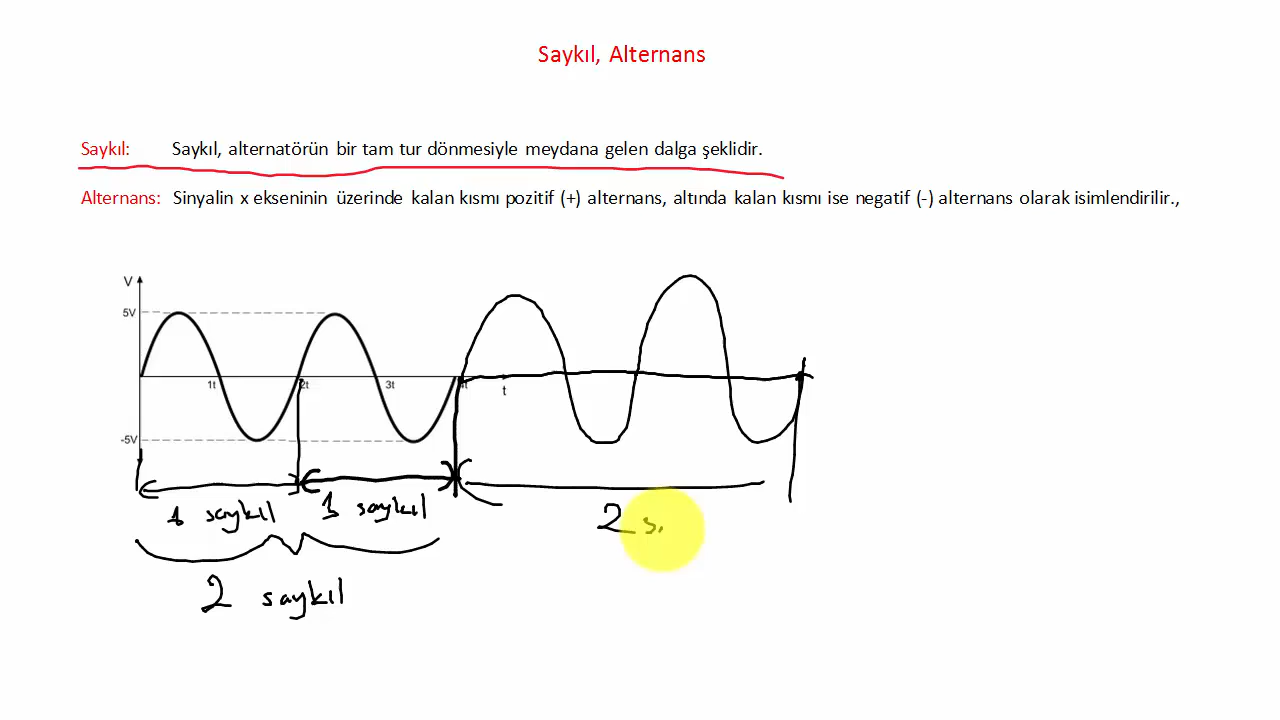 Saykıl, Alternans
Saykıl: Saykıl, alternatörün bir tam tur dönmesiyle meydana gelen dalga şeklidir.
Alternans: Sinyalin x ekseninin üzerinde kalan kısmı pozitif (+) alternans, altında kalan kısmı ise negatif (-) alternans olarak isimlendirilir.,
V
5V
1t 2t 3t t
-5V
1 saykıl 1 saykıl
2 s.
2 saykıl